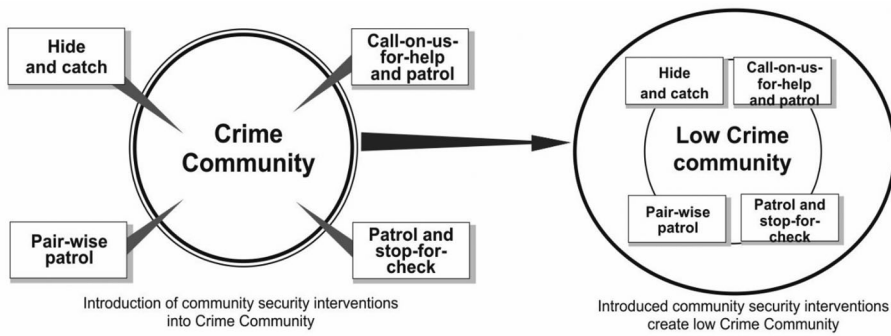 Hide
and catch
Call-on-us-
for-help
and patrol
Crime
Community
Pair-wise
patrol
Patrol and
stop-for-
check
Introduction of community security interventions
into Crime Community
Hide
and catch
Call-on-us-
for-help
and patrol
Low Crime
community
Pair-wise
patrol
Patrol and
stop-for-
check
Introduced community security interventions
create low Crime Community